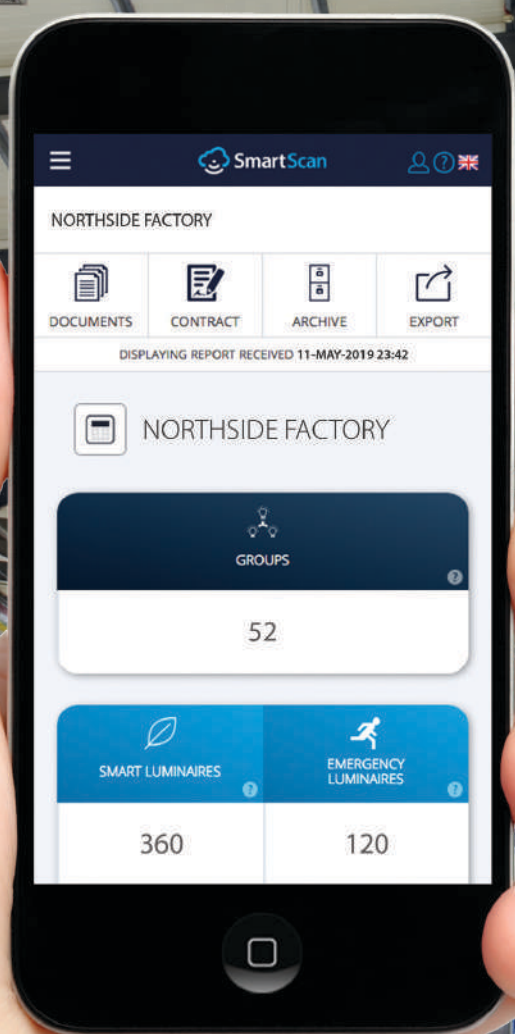 SmartScan
NORTHSIDE FACTORY
DOCUMENTS CONTRACT ARCHIVE EXPORT
DISPLAYING REPORT RECEIVED 11-MAY-2019 23:42
NORTHSIDE FACTORY
GROUPS
?
52
SMART LUMINAIRES
?
EMERGENCY
LUMINAIRES
?
360
120